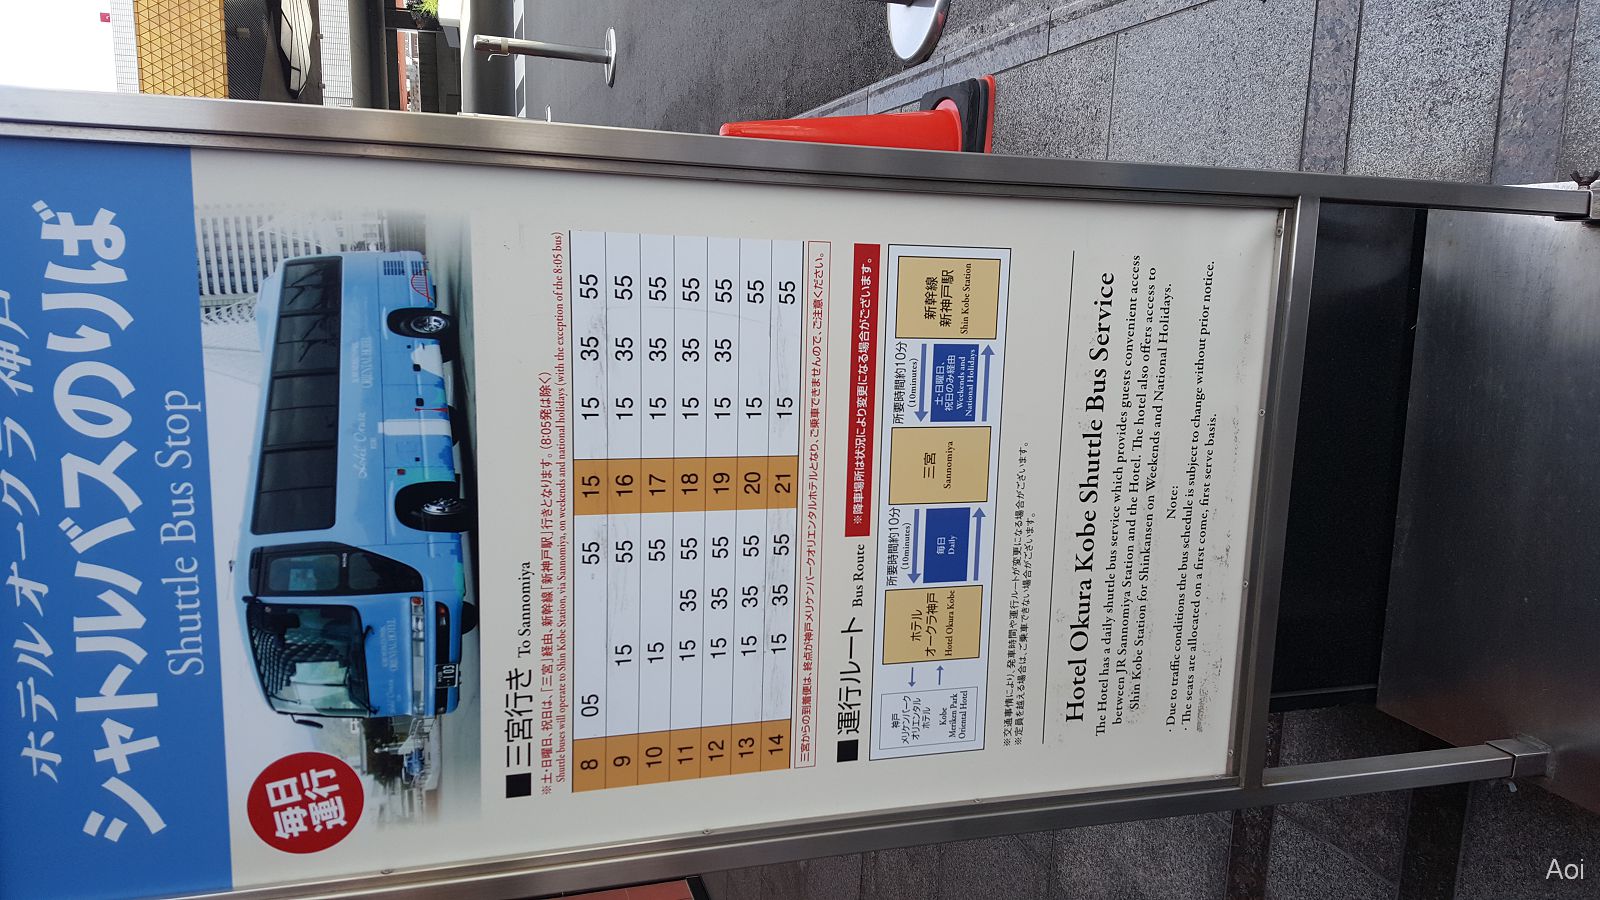 ホテルオークラ神戸
シャトルバスのりば
Shuttle Bus Stop
毎日
運行
ORIENTAL HOTEL
Hotel Okura
ORIENTAL HOTEL
103
■三宮行き To Sannomiya
※土・日曜日、祝日は、「三宮」経由、新幹線「新神戸駅」行きとなります。(8:05発は除く)
Shuttle buses will operate to Shin Kobe Station, via Sannomiya, on weekends and national holidays (with the exception of the 8:05 bus)
8 05 55 15 15 35 55
9 15 55 16 15 35 55
10 15 55 17 15 35 55
11 15 35 55 18 15 35 55
12 15 35 55 19 15 35 55
13 15 35 55 20 15 55
14 15 35 55 21 15 55
三宮からの到着便は、終点が神戸メリケンパークオリエンタルホテルとなり、ご乗車できませんので、ご注意ください。
■運行ルート Bus Route ※降車場所は状況により変更になる場合がございます。
神戸
メリケンパーク
オリエンタル
ホテル
Kobe
Meriken Park
Oriental Hotel
ホテル
オークラ神戸
Hotel Okura Kobe
所要時間約10分
(10minutes)
毎日
Daily
三宮
Sannomiya
所要時間約10分
(10minutes)
土・日曜日、
祝日のみ経由
Weekends and
National Holidays
新幹線
新神戸駅
Shin Kobe Station
※交通事情により、発車時間や運行ルートが変更になる場合がございます。
※定員を越える場合は、ご乗車できない場合がございます。
Hotel Okura Kobe Shuttle Bus Service
The Hotel has a daily shuttle bus service which provides guests convenient access
between JR Sannomiya Station and the Hotel. The hotel also offers access to
Shin Kobe Station for Shinkansen on Weekends and National Holidays.
Note:
· Due to traffic conditions the bus schedule is subject to change without prior notice.
· The seats are allocated on a first come, first serve basis.
Aoi